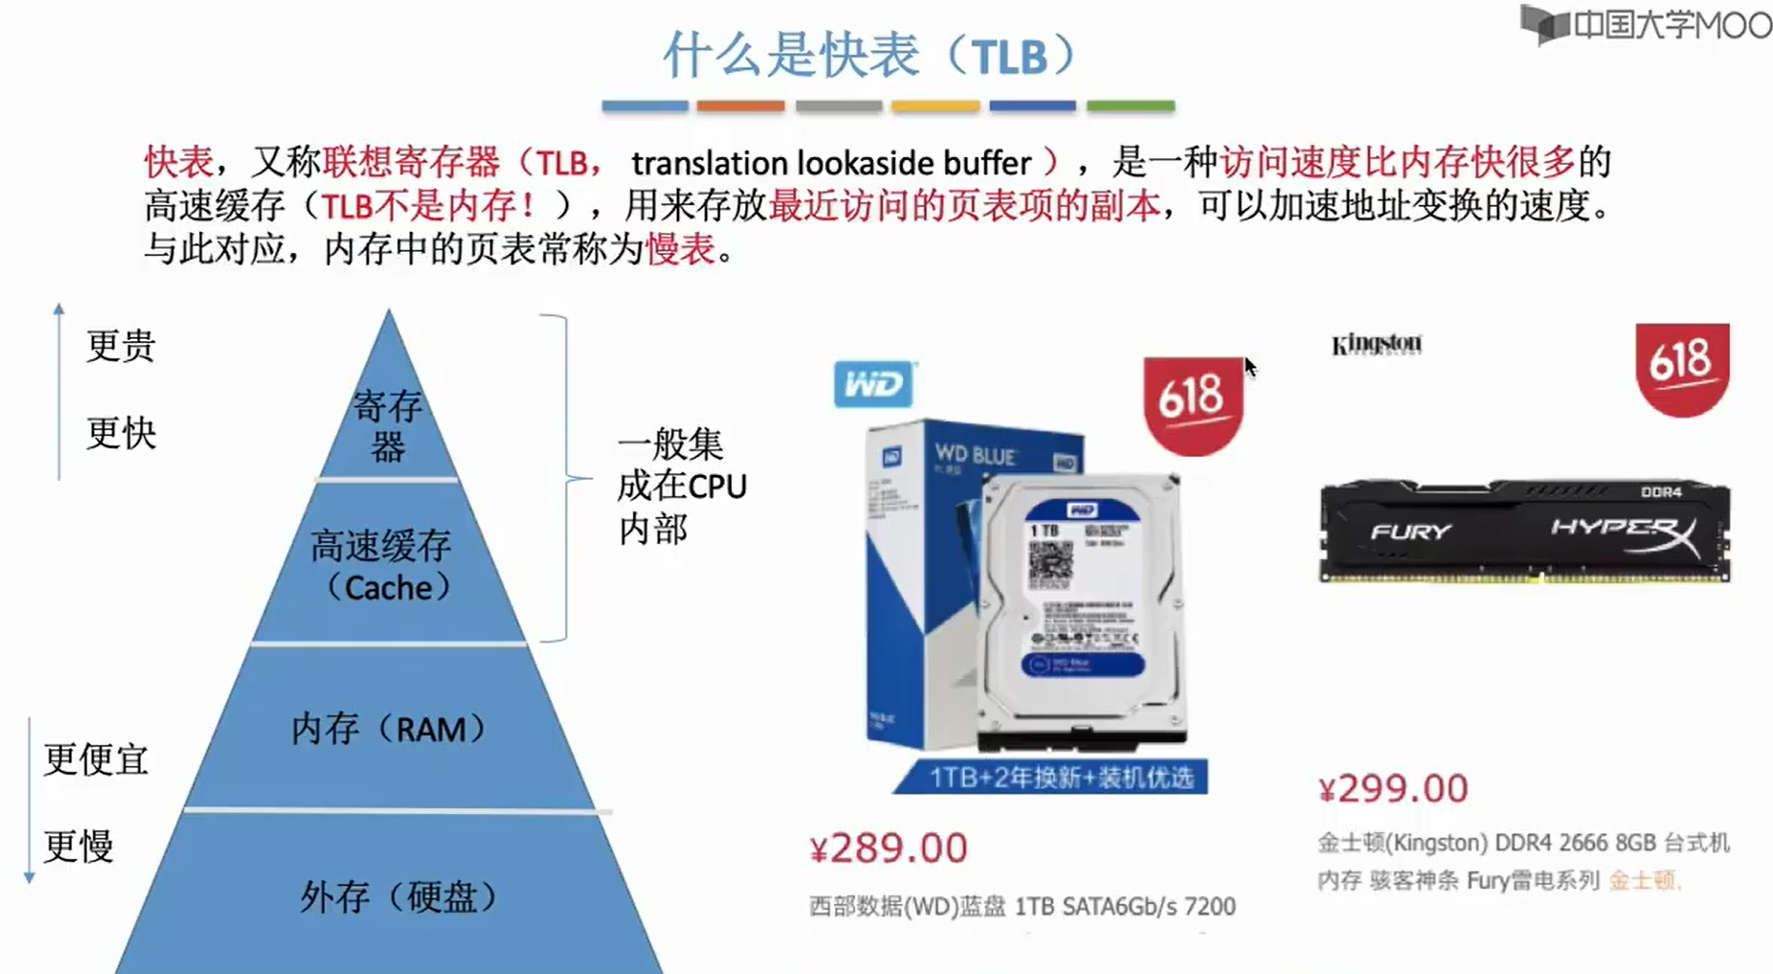 中国大学MOO
什么是快表（TLB）
快表，又称联想寄存器（TLB， translation lookaside buffer ），是一种访问速度比内存快很多的
高速缓存（TLB不是内存！），用来存放最近访问的页表项的副本，可以加速地址变换的速度。
与此对应，内存中的页表常称为慢表。
更贵
更快
更便宜
更慢
寄存
器
高速缓存
（Cache）
内存（RAM）
外存（硬盘）
一般集
成在CPU
内部
WD
618
WD BLUE
WD
WD
WD
1 TB
WD Blue
1TB+2年换新+装机优选
¥289.00
西部数据(WD)蓝盘 1TB SATA6Gb/s 7200
Kingston
TECHNOLOGY
618
DDR4
FURY
HYPERX
¥299.00
金士顿(Kingston) DDR4 2666 8GB 台式机
内存 骇客神条 Fury雷电系列 金士顿,